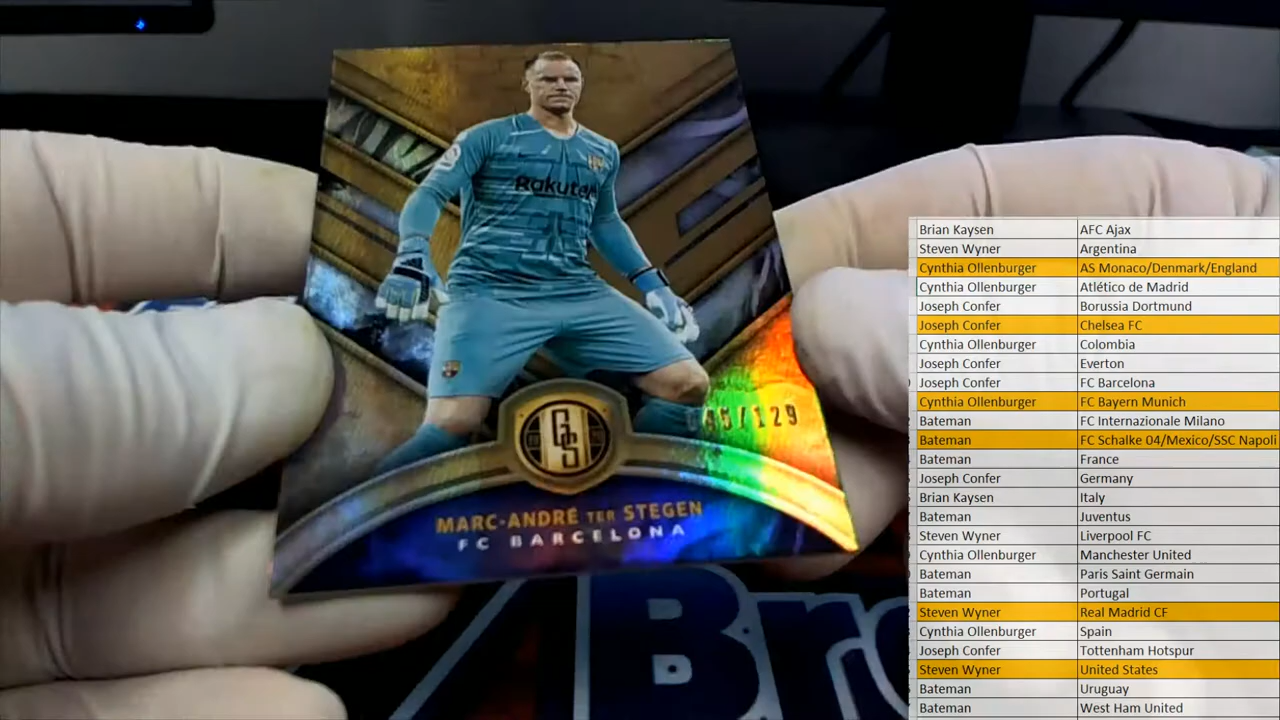 Rakuten
GS
/129
MARC-ANDRÉ TER STEGEN
FC BARCELONA
Bro
Brian Kaysen AFC Ajax
Steven Wyner Argentina
Cynthia Ollenburger AS Monaco/Denmark/England
Cynthia Ollenburger Atlético de Madrid
Joseph Confer Borussia Dortmund
Joseph Confer Chelsea FC
Cynthia Ollenburger Colombia
Joseph Confer Everton
Joseph Confer FC Barcelona
Cynthia Ollenburger FC Bayern Munich
Bateman FC Internazionale Milano
Bateman FC Schalke 04/Mexico/SSC Napoli
Bateman France
Joseph Confer Germany
Brian Kaysen Italy
Bateman Juventus
Steven Wyner Liverpool FC
Cynthia Ollenburger Manchester United
Bateman Paris Saint Germain
Bateman Portugal
Steven Wyner Real Madrid CF
Cynthia Ollenburger Spain
Joseph Confer Tottenham Hotspur
Steven Wyner United States
Bateman Uruguay
Bateman West Ham United